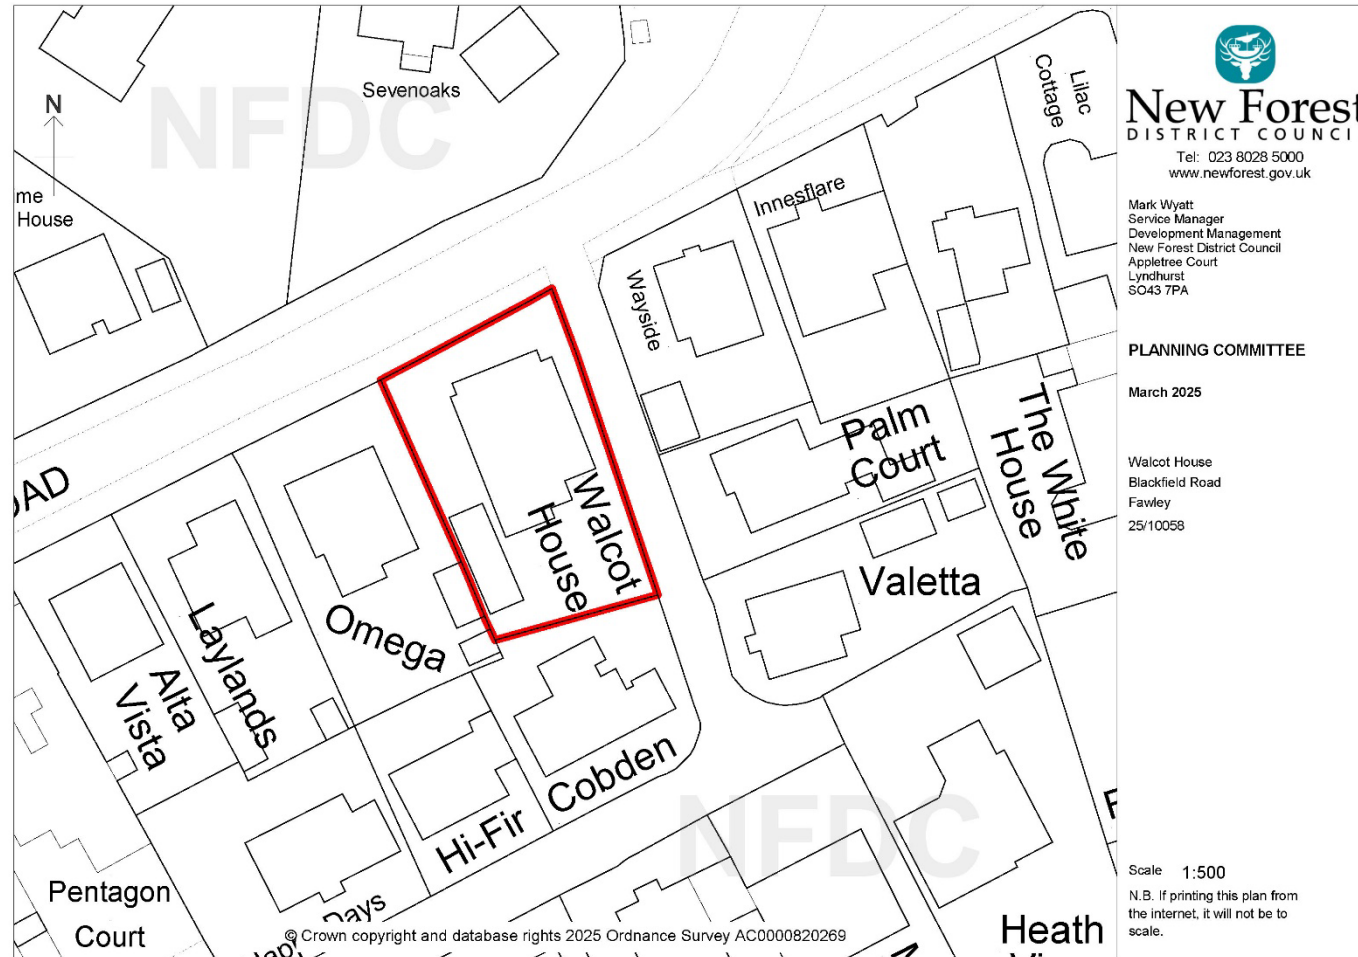 NFDC
Sevenoaks
N
me
House
Lilac
Cottage
Innesflare
Wayside
OAD
Walcot
House
Palm
Court
The White
House
Valetta
Omega
Laylands
Alta
Vista
Cobden
Hi-Fir
NFDC
Pentagon
Court
Days
Heath
© Crown copyright and database rights 2025 Ordnance Survey AC0000820269
New Forest
DISTRICT COUNCI
Tel: 023 8028 5000
www.newforest.gov.uk
Mark Wyatt
Service Manager
Development Management
New Forest District Council
Appletree Court
Lyndhurst
SO43 7PA
PLANNING COMMITTEE
March 2025
Walcot House
Blackfield Road
Fawley
25/10058
Scale 1:500
N.B. If printing this plan from
the internet, it will not be to
scale.